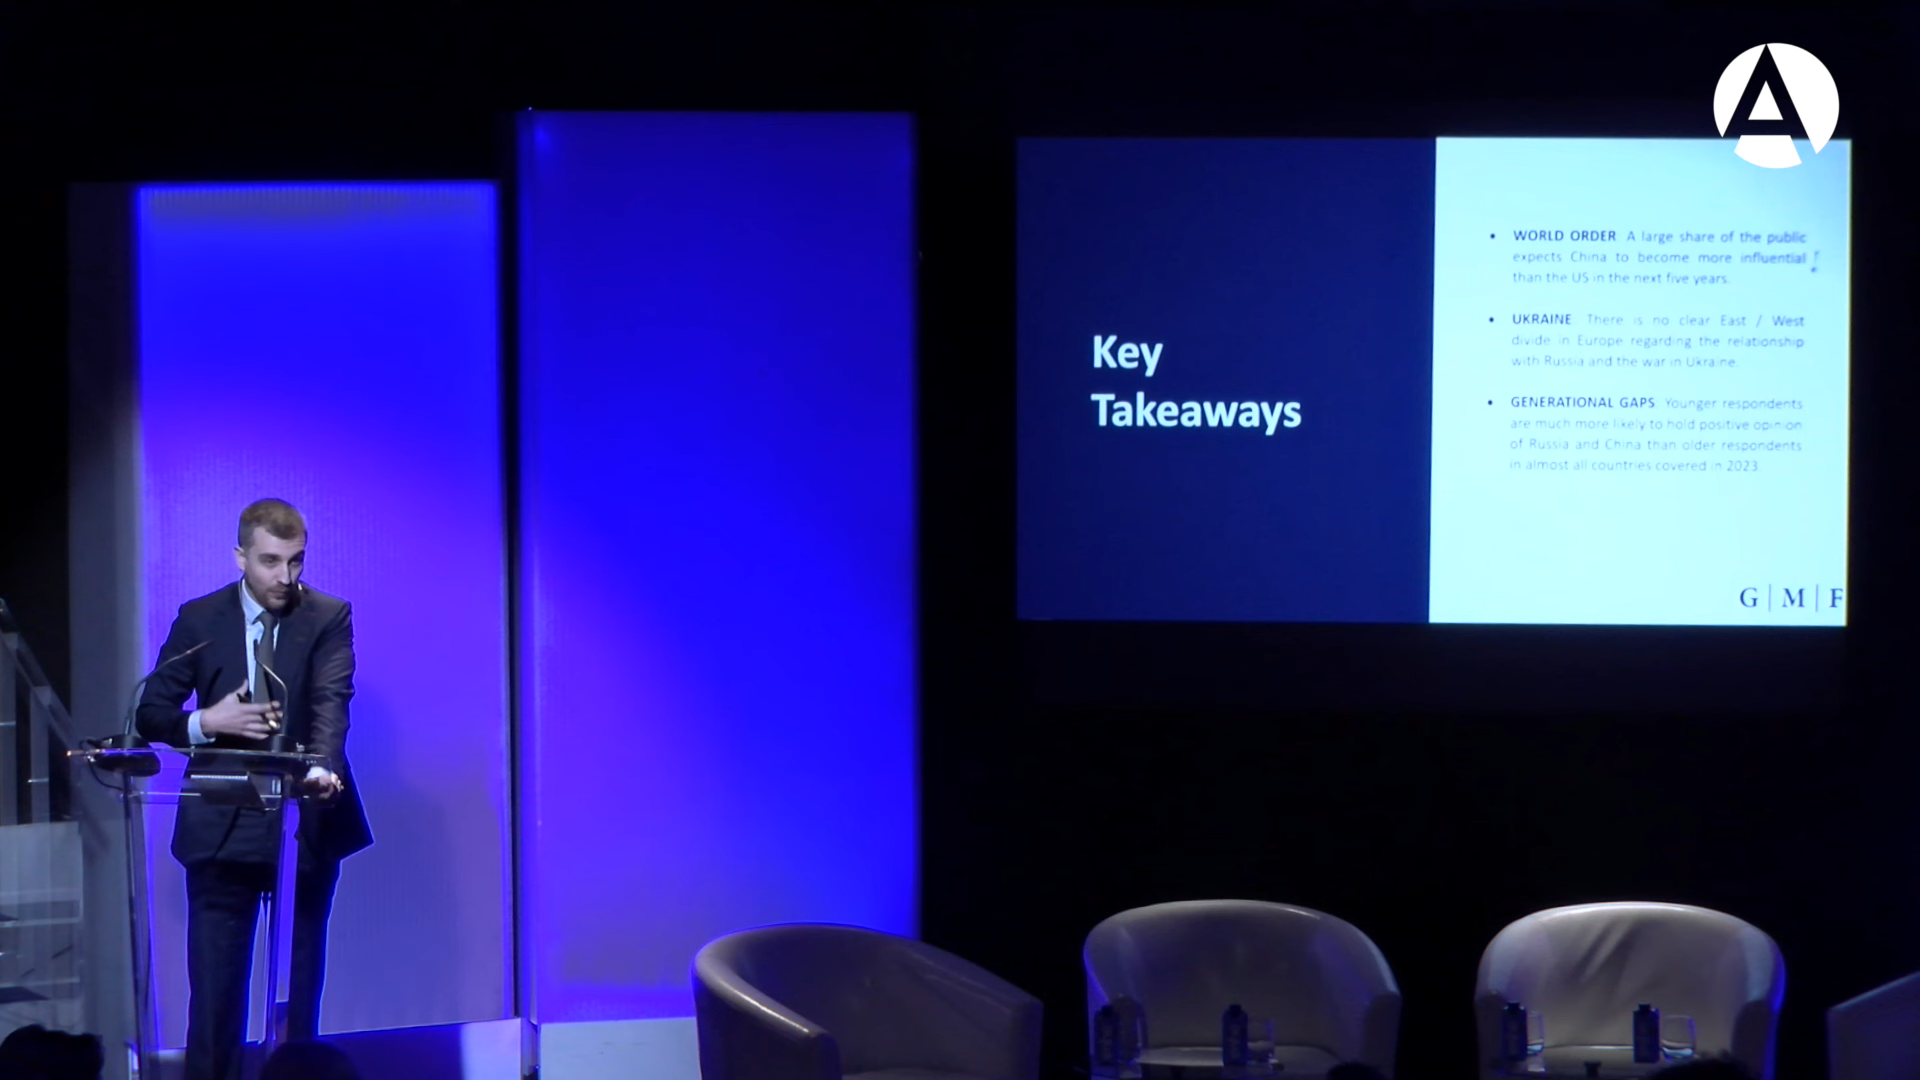 A
Key
Takeaways
• WORLD ORDER: A large share of the public
expects China to become more influential
than the US in the next five years.
• UKRAINE: There is no clear East / West
divide in Europe regarding the relationship
with Russia and the war in Ukraine.
• GENERATIONAL GAPS: Younger respondents
are much more likely to hold positive opinion
of Russia and China than older respondents
in almost all countries covered in 2023
G | M | F